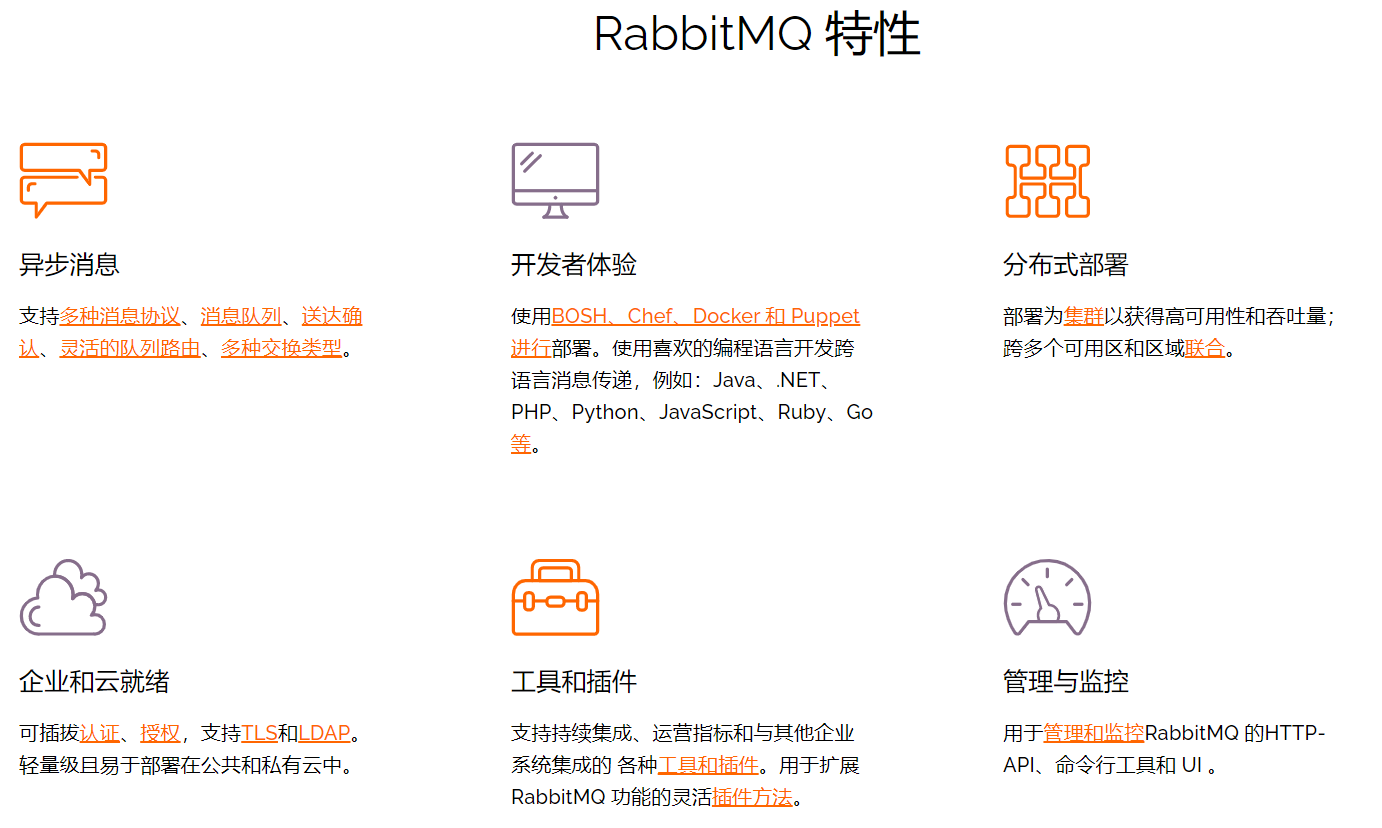 RabbitMQ 特性
异步消息
支持多种消息协议、消息队列、送达确
认、灵活的队列路由、多种交换类型。
开发者体验
使用BOSH、Chef、Docker 和 Puppet
进行部署。使用喜欢的编程语言开发跨
语言消息传递，例如：Java、.NET、
PHP、Python、JavaScript、Ruby、Go
等。
分布式部署
部署为集群以获得高可用性和吞吐量；
跨多个可用区和区域联合。
企业和云就绪
可插拔认证、授权，支持TLS和LDAP。
轻量级且易于部署在公共和私有云中。
工具和插件
支持持续集成、运营指标和与其他企业
系统集成的 各种工具和插件。用于扩展
RabbitMQ 功能的灵活插件方法。
管理与监控
用于管理和监控RabbitMQ 的HTTP-
API、命令行工具和 UI 。